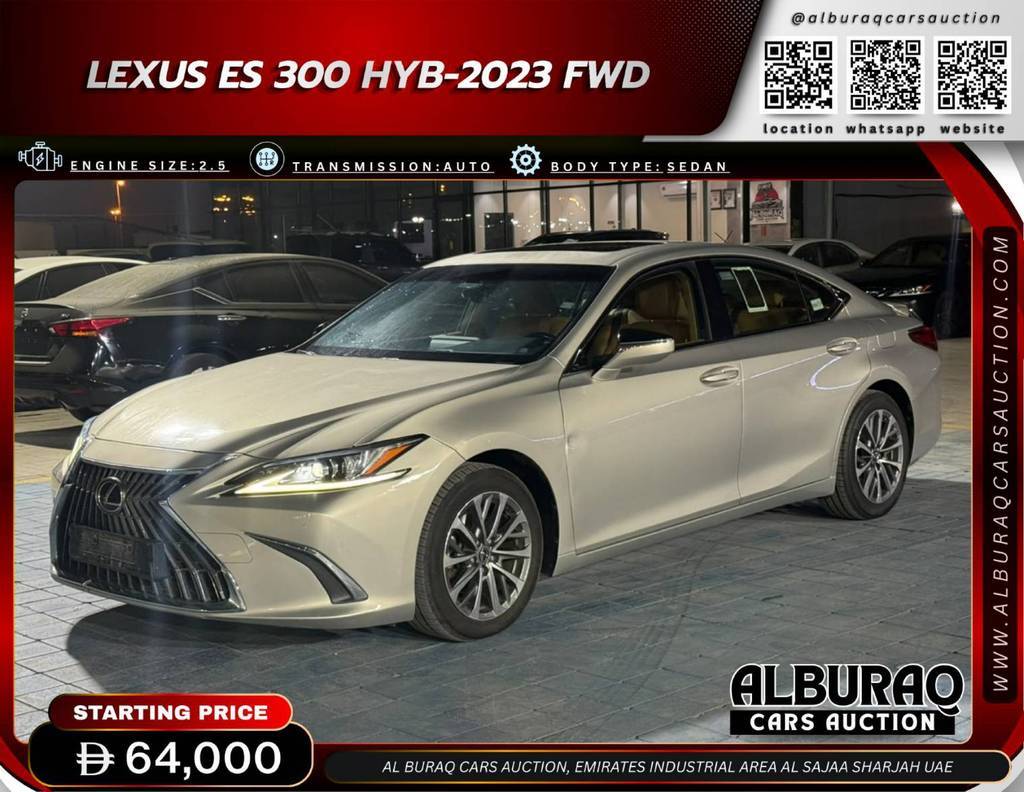 @alburaqcarsauction
LEXUS ES 300 HYB-2023 FWD
location whatsapp website
ENGINE SIZE:2.5 TRANSMISSION:AUTO BODY TYPE: SEDAN
WWW.ALBURAQCARSAUCTION.COM
ALBURAQ
CARS AUCTION
STARTING PRICE
64,000
AL BURAQ CARS AUCTION, EMIRATES INDUSTRIAL AREA AL SAJAA SHARJAH UAE